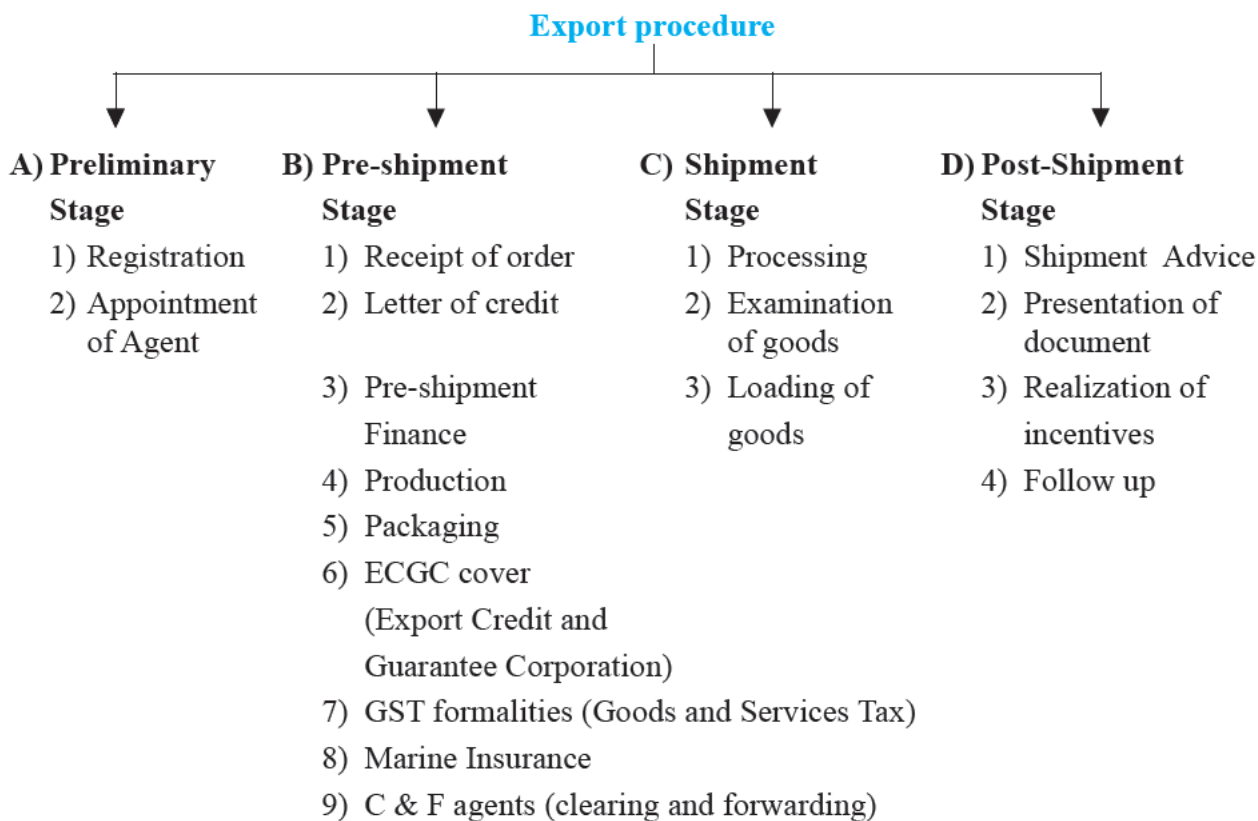 Export procedure
A) Preliminary
Stage
1) Registration
2) Appointment
of Agent
B) Pre-shipment
Stage
1) Receipt of order
2) Letter of credit
3) Pre-shipment
Finance
4) Production
5) Packaging
6) ECGC cover
(Export Credit and
Guarantee Corporation)
7) GST formalities (Goods and Services Tax)
8) Marine Insurance
9) C & F agents (clearing and forwarding)
C) Shipment
Stage
1) Processing
2) Examination
of goods
3) Loading of
goods
D) Post-Shipment
Stage
1) Shipment Advice
2) Presentation of
document
3) Realization of
incentives
4) Follow up